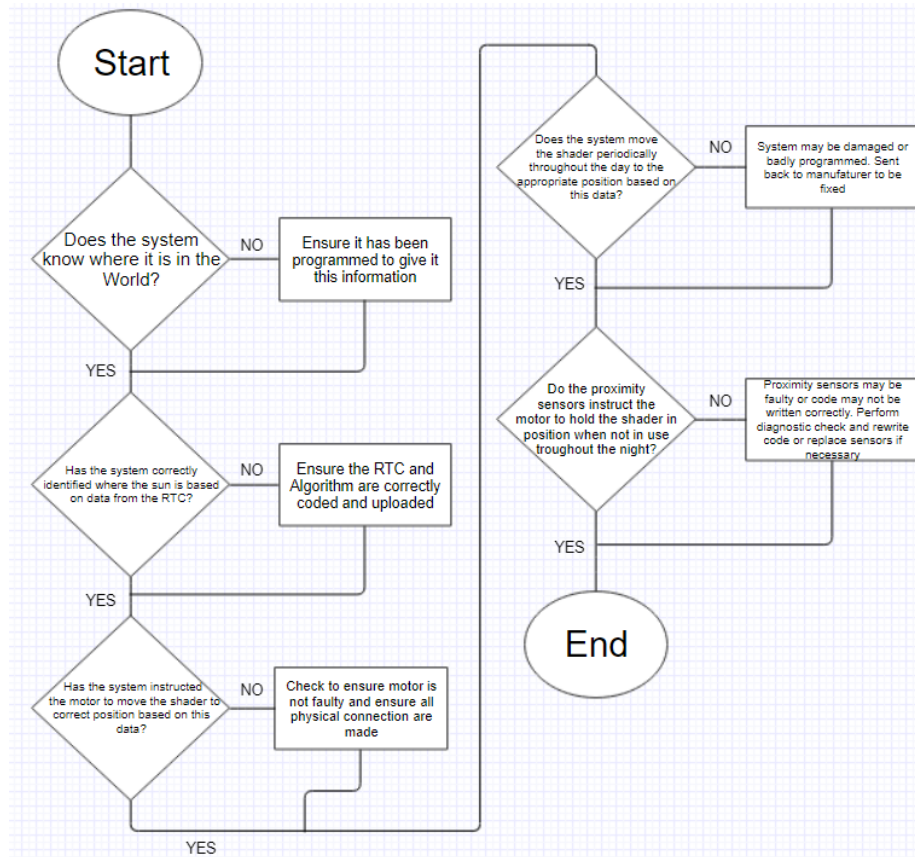 Start
Does the system
know where it is in the
World?
NO
Ensure it has been
programmed to give it
this information
YES
Has the system correctly
identified where the sun is based
on data from the RTC?
NO
Ensure the RTC and
Algorithm are correctly
coded and uploaded
YES
Has the system instructed
the motor to move the shader to
correct position based on this
data?
NO
Check to ensure motor is
not faulty and ensure all
physical connection are
made
YES
Does the system move
the shader periodically
throughout the day to the
appropriate position based on
this data?
NO
System may be damaged or
badly programmed. Sent
back to manufaturer to be
fixed
YES
Do the proximity
sensors instruct the
motor to hold the shader in
position when not in use
troughout the night?
NO
Proximity sensors may be
faulty or code may not be
written correctly. Perform
diagnostic check and rewrite
code or replace sensors if
necessary
YES
End